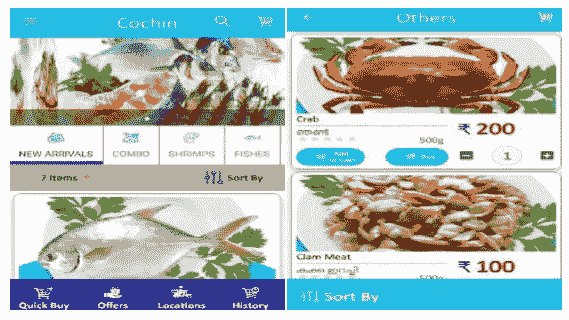 Cochin
NEW ARRIVALS COMBO SHRIMPS FISHES
7 Items Sort By
Quick Buy Offers Locations History
Others
Crab
₹ 200
500g
1
Clam Meat
₹ 100
500g
Sort By